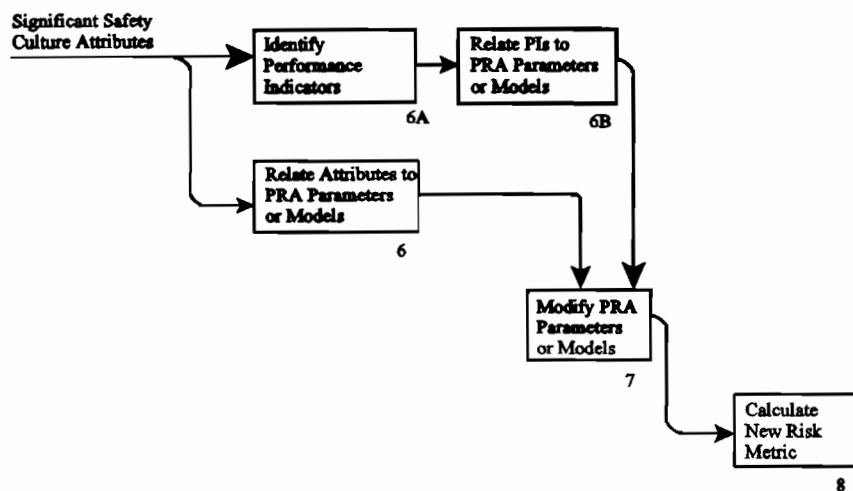 Significant Safety
Culture Attributes
Identify
Performance
Indicators
6A
Relate PIs to
PRA Parameters
or Models
6B
Relate Attributes to
PRA Parameters
or Models
6
Modify PRA
Parameters
or Models
7
Calculate
New Risk
Metric
8